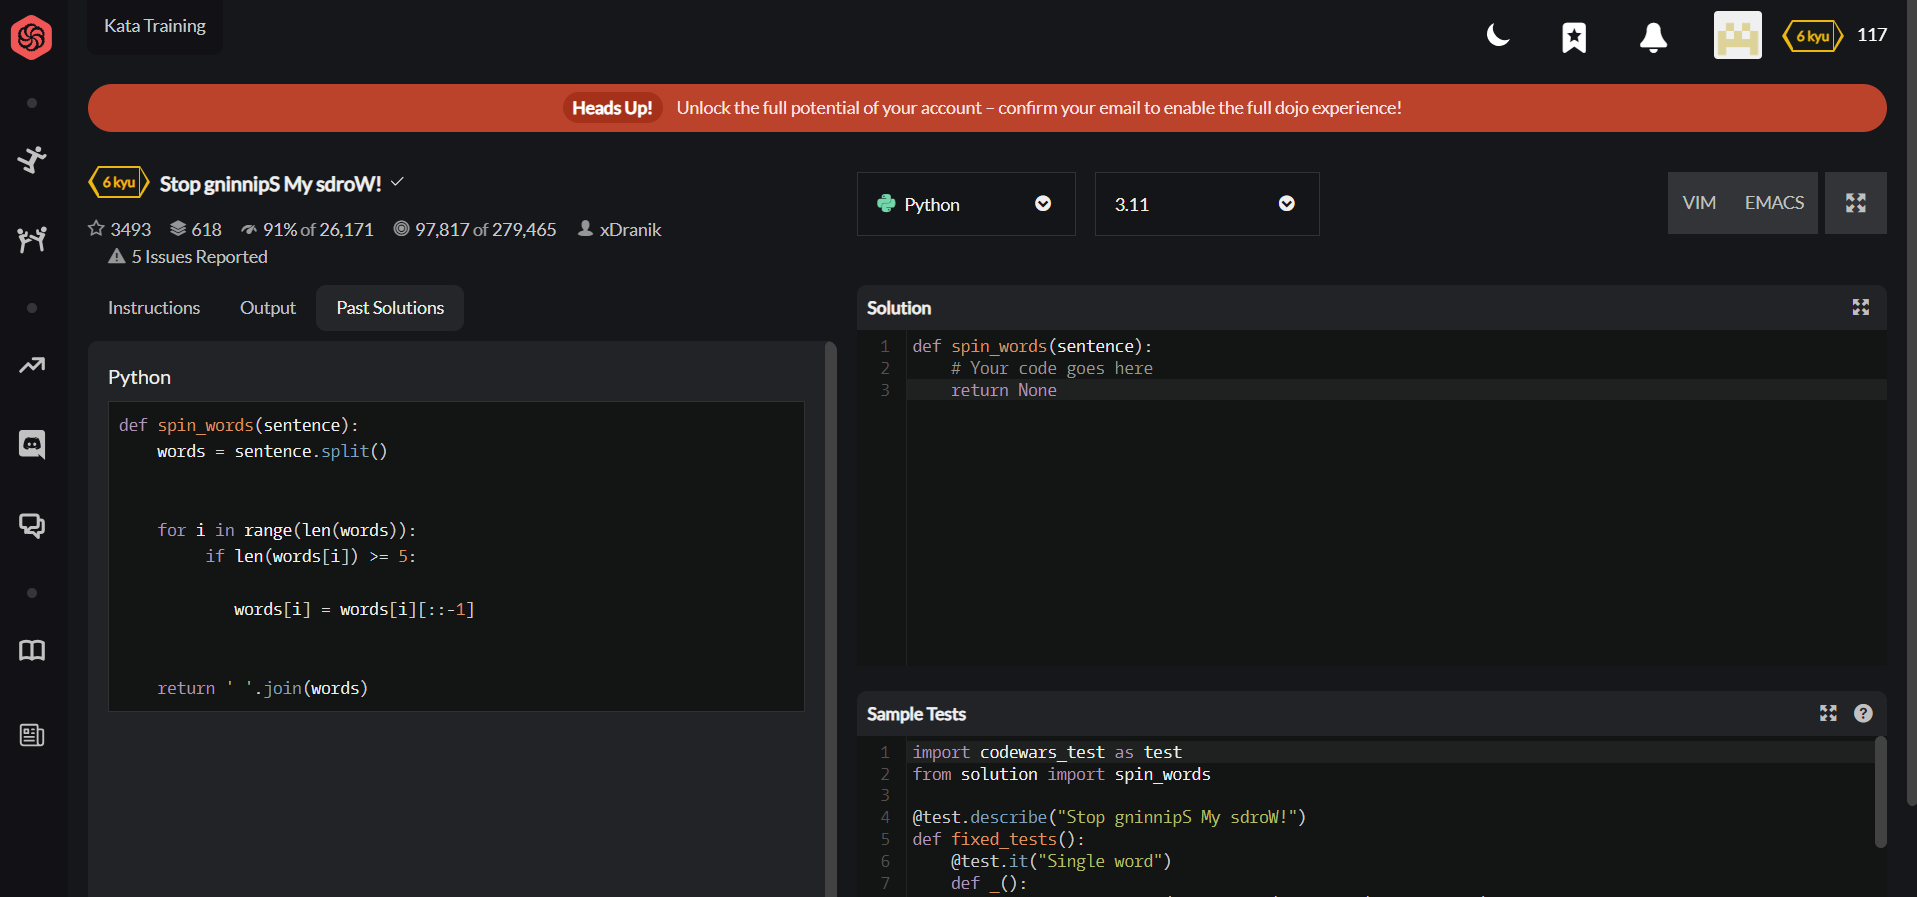 Kata Training
6 kyu 117
Heads Up! Unlock the full potential of your account – confirm your email to enable the full dojo experience!
6 kyu Stop gninnipS My sdroW!
3493 618 91% of 26,171 97,817 of 279,465 xDranik
5 Issues Reported
Python
3.11
VIM EMACS
Instructions Output Past Solutions
Python
def spin_words(sentence):
    words = sentence.split()
    for i in range(len(words)):
         if len(words[i]) >= 5:
            words[i] = words[i][::-1]
    return ' '.join(words)
Solution
1 def spin_words(sentence):
2     # Your code goes here
3     return None
Sample Tests
1 import codewars_test as test
2 from solution import spin_words
3
4 @test.describe("Stop gninnipS My sdroW!")
5 def fixed_tests():
6     @test.it("Single word")
7     def _():